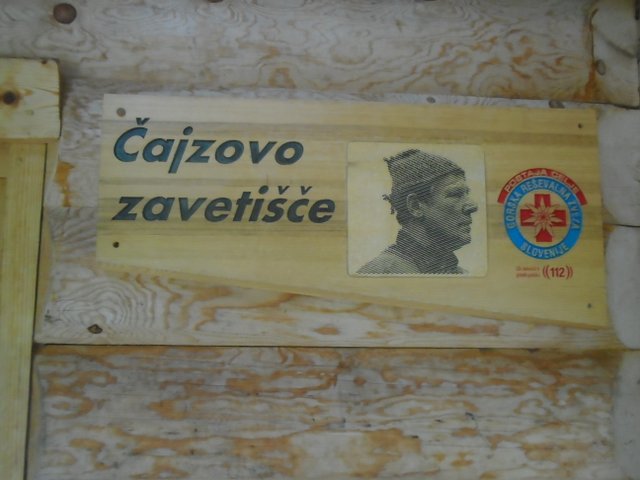 Čajzovo
zavetišče
POSTAJA CELJE
GORSKA REŠEVALNA ZVEZA
SLOVENIJE
((112))